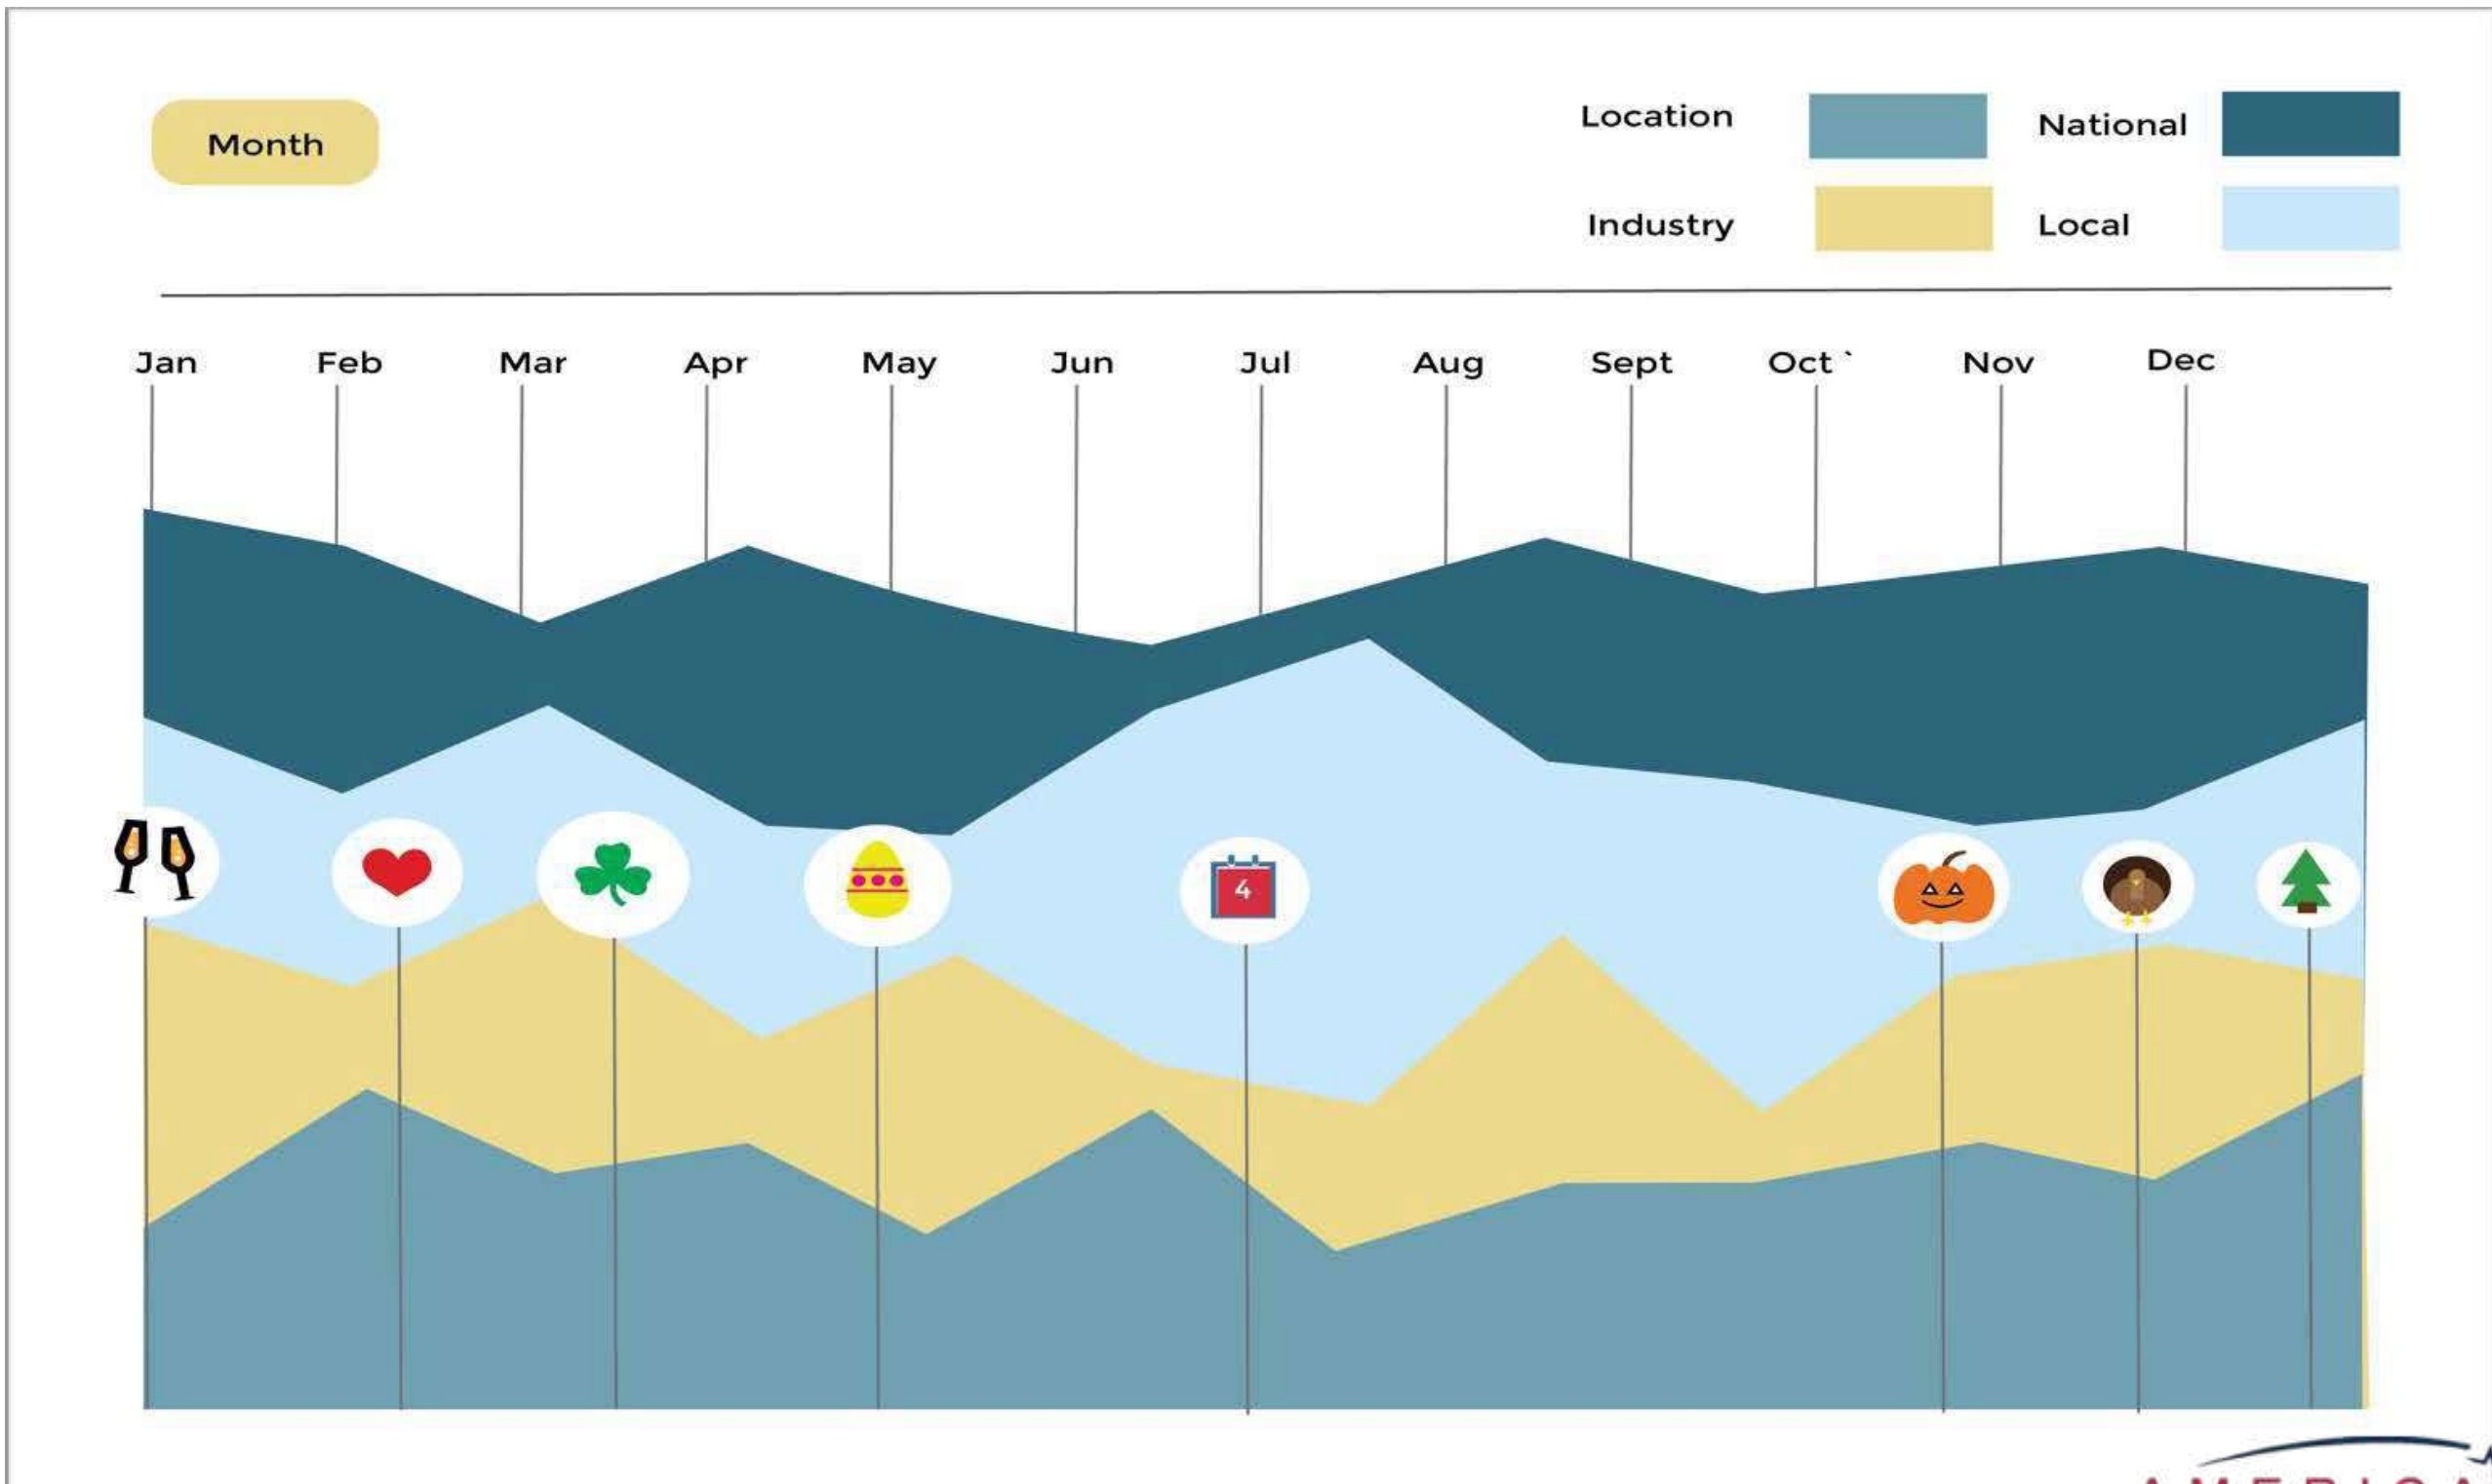 Location
National
Month
Industry
Local
Jan Feb Mar Apr May Jun Jul Aug Sept Oct ` Nov Dec
4